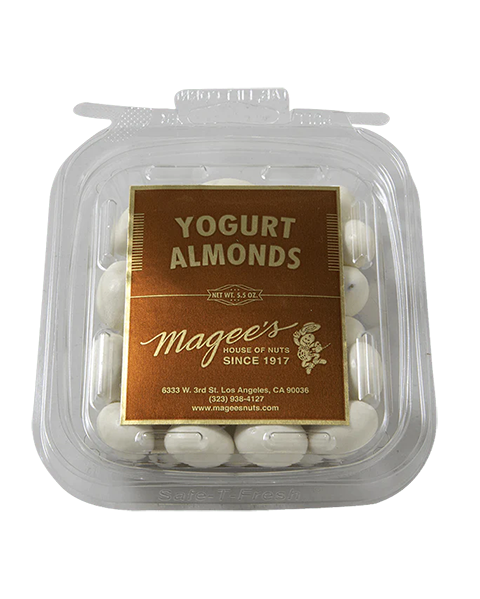 YOGURT
ALMONDS
NET WT. 5.5 OZ.
Magee's
HOUSE OF NUTS
SINCE 1917
6333 W. 3rd St. Los Angeles, CA 90036
(323) 938-4127
www.mageesnuts.com
Safe-T-Fresh